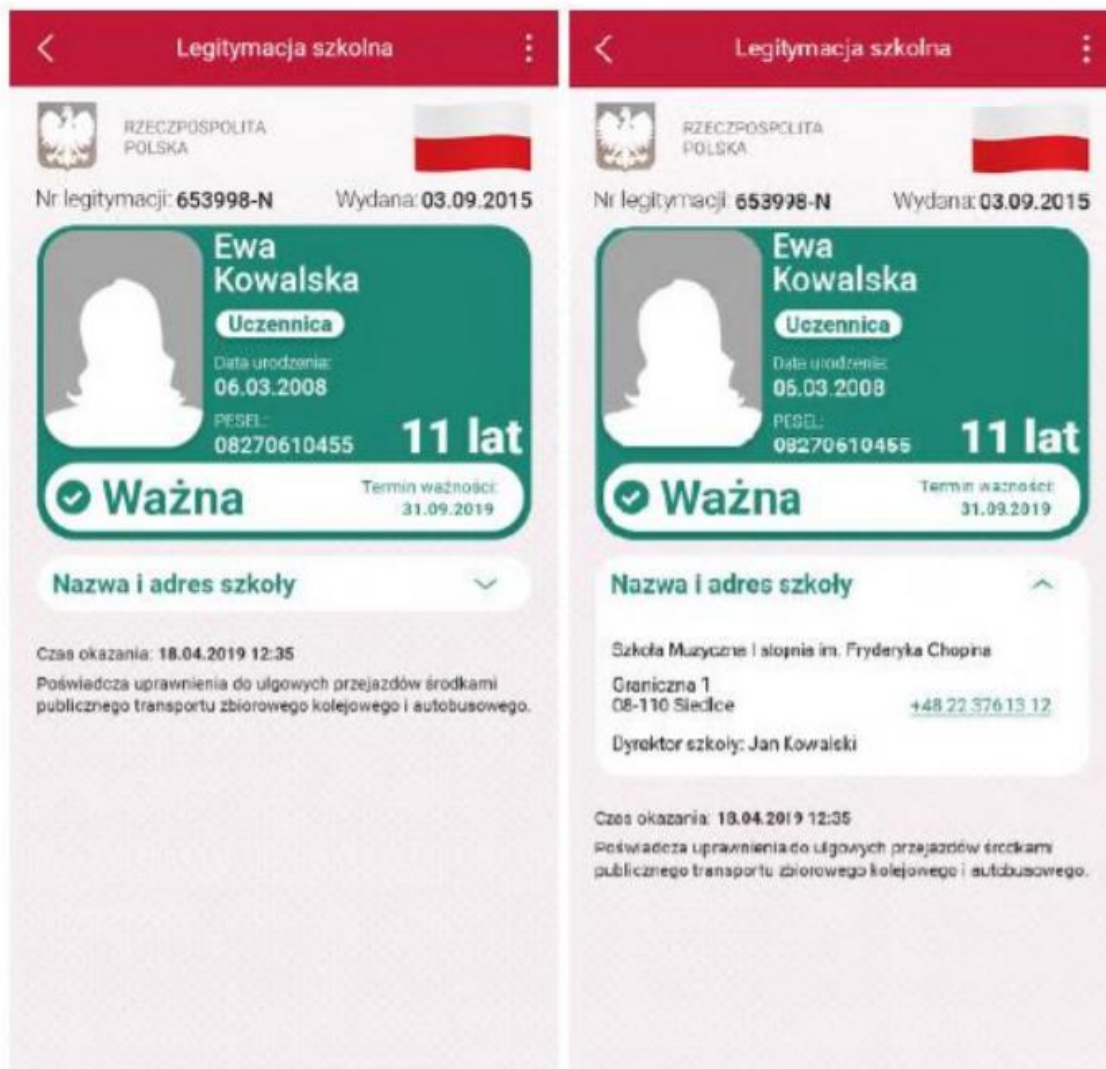 Legitymacja szkolna
RZECZPOSPOLITA
POLSKA
Nr legitymacji: 653998-N
Wydana: 03.09.2015
Ewa
Kowalska
Uczennica
Data urodzenia:
06.03.2008
PESEL:
08270610455
11 lat
Ważna
Termin ważności:
31.09.2019
Nazwa i adres szkoły
Czas okazania: 18.04.2019 12:35
Poświadcza uprawnienia do ulgowych przejazdów środkami
publicznego transportu zbiorowego kolejowego i autobusowego.
Legitymacja szkolna
RZECZPOSPOLITA
POLSKA
Nr legitymacji: 653998-N
Wydana: 03.09.2015
Ewa
Kowalska
Uczennica
Data urodzenia:
06.03.2008
PESEL:
08270610455
11 lat
Ważna
Termin ważności:
31.09.2019
Nazwa i adres szkoły
Szkoła Muzyczna I stopnia im. Fryderyka Chopina
Graniczna 1
08-110 Siedlce
+48 22 376 13 12
Dyrektor szkoły: Jan Kowalski
Czas okazania: 18.04.2019 12:35
Poświadcza uprawnienia do ulgowych przejazdów środkami
publicznego transportu zbiorowego kolejowego i autobusowego.